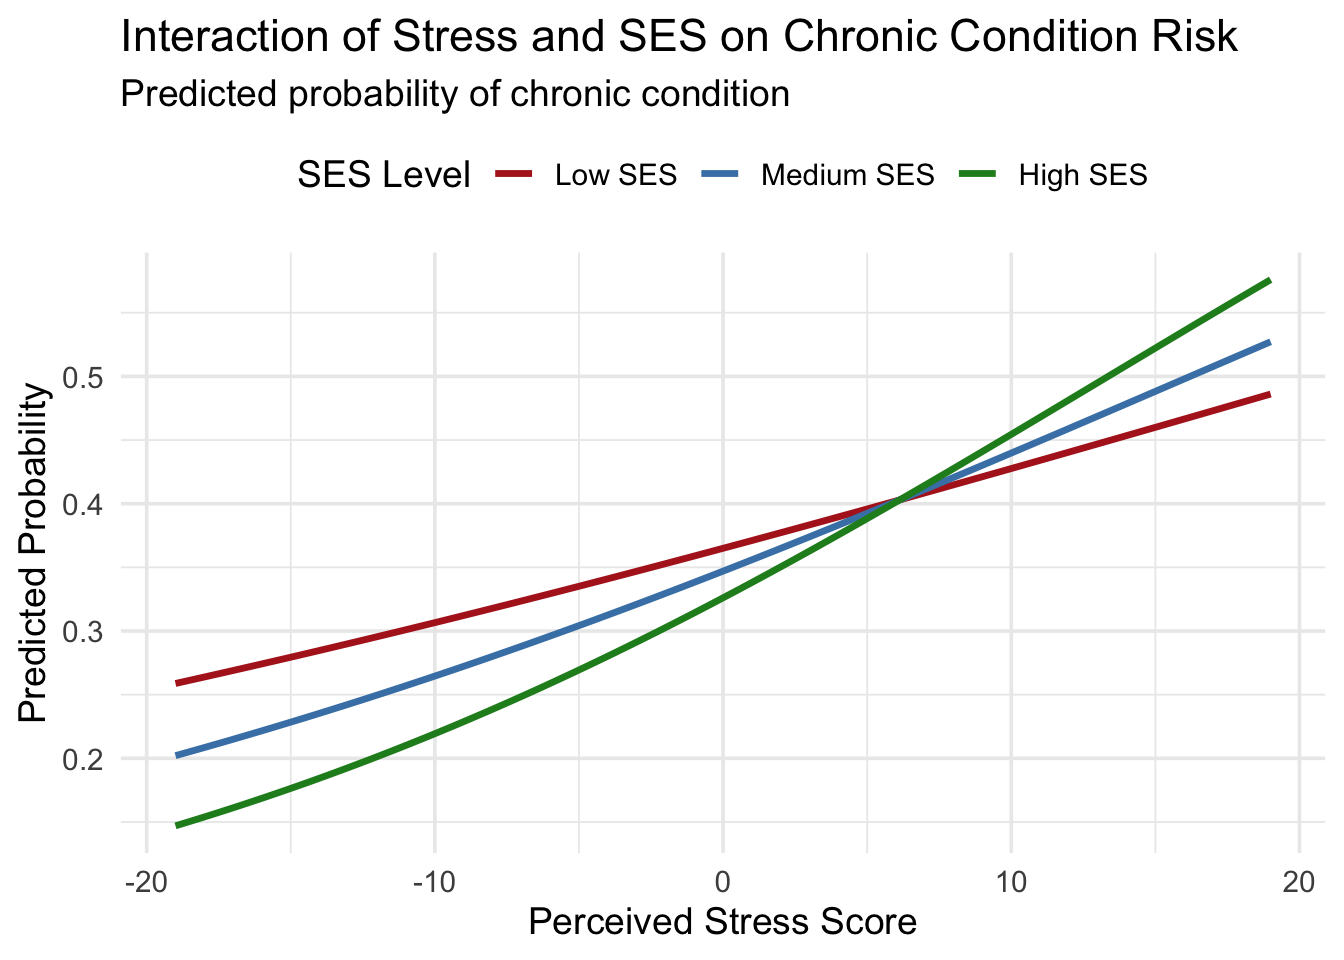 Interaction of Stress and SES on Chronic Condition Risk
Predicted probability of chronic condition
SES Level Low SES Medium SES High SES
Predicted Probability
0.5
0.4
0.3
0.2
-20 -10 0 10 20
Perceived Stress Score